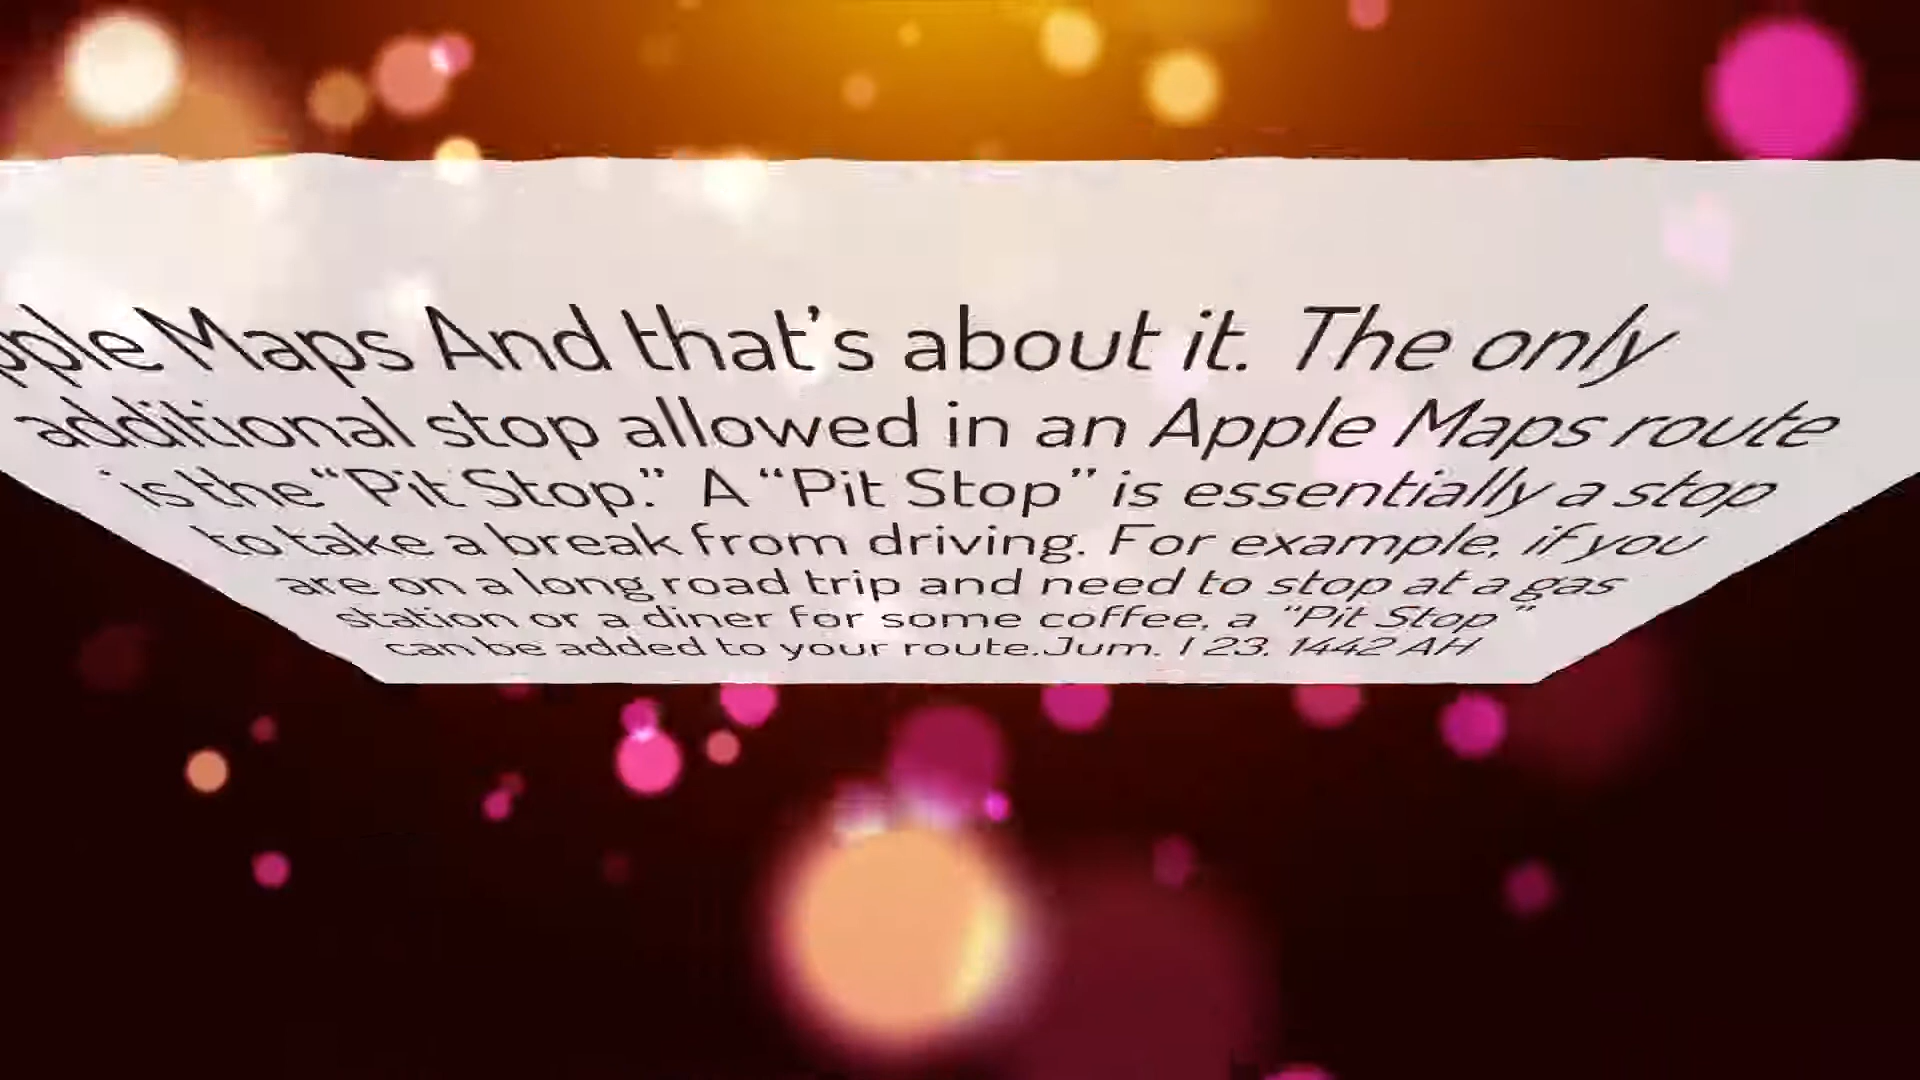 pple Maps And that’s about it. The only
additional stop allowed in an Apple Maps route
is the “Pit Stop.” A “Pit Stop” is essentially a stop
to take a break from driving. For example, if you
are on a long road trip and need to stop at a gas
station or a diner for some coffee, a “Pit Stop “
can be added to your route.Jum. I 23, 1442 AH